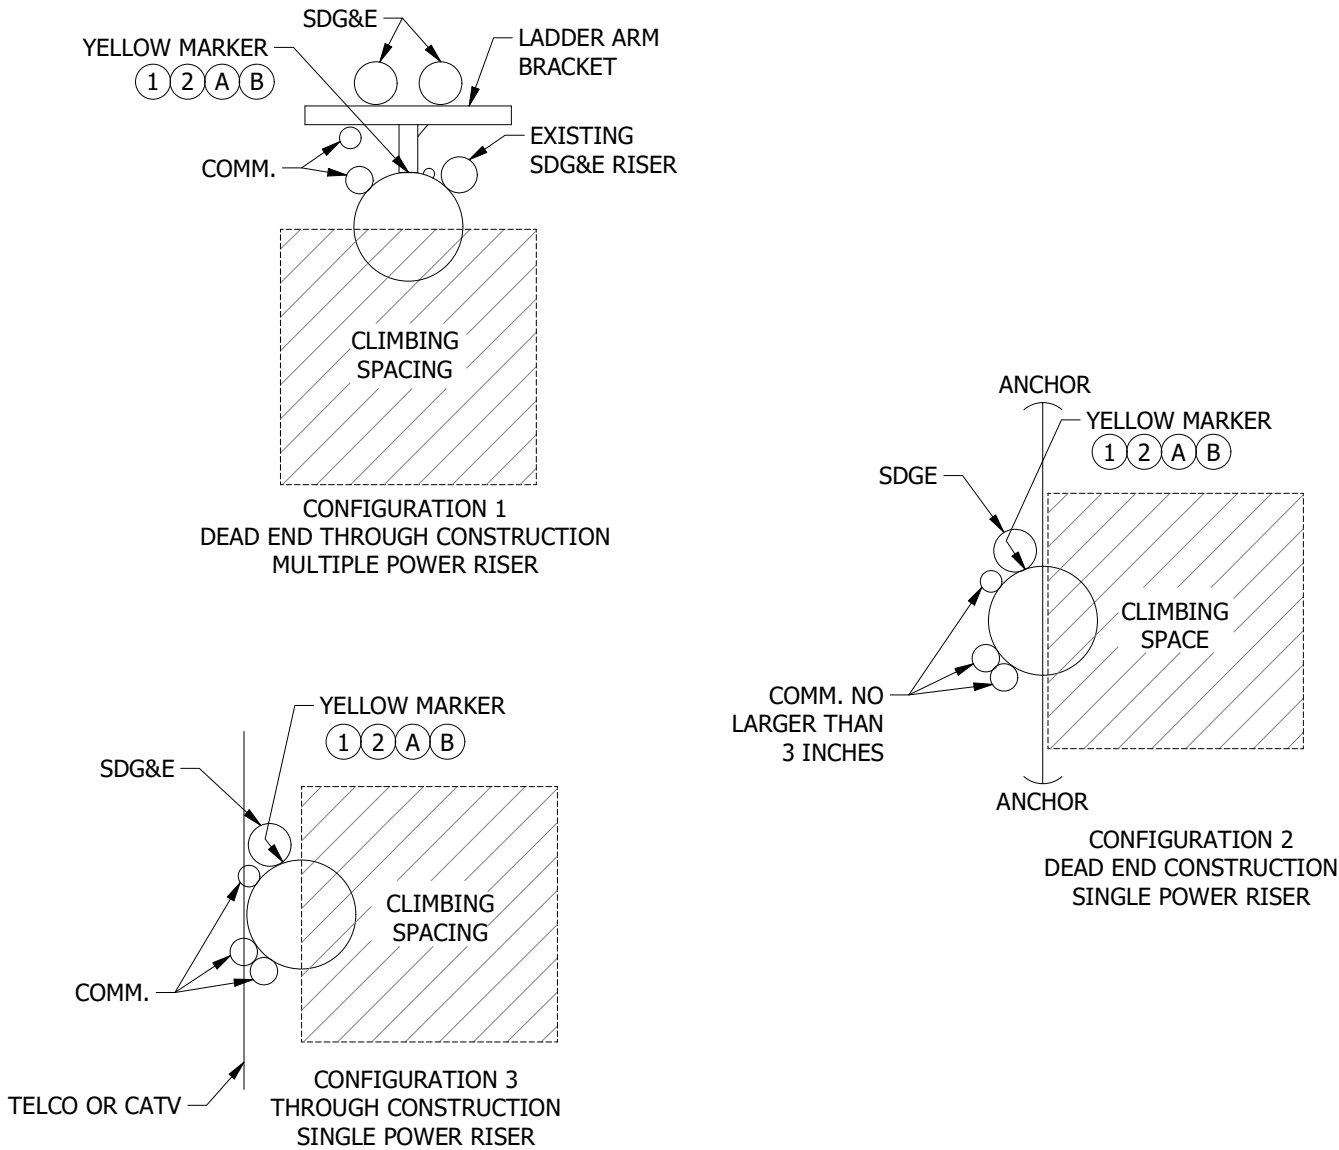 SDG&E
YELLOW MARKER
1 2 A B
LADDER ARM
BRACKET
EXISTING
SDG&E RISER
COMM.
CLIMBING
SPACING
CONFIGURATION 1
DEAD END THROUGH CONSTRUCTION
MULTIPLE POWER RISER
ANCHOR
YELLOW MARKER
1 2 A B
SDGE
CLIMBING
SPACE
COMM. NO
LARGER THAN
3 INCHES
ANCHOR
CONFIGURATION 2
DEAD END CONSTRUCTION
SINGLE POWER RISER
YELLOW MARKER
1 2 A B
SDG&E
CLIMBING
SPACING
COMM.
TELCO OR CATV
CONFIGURATION 3
THROUGH CONSTRUCTION
SINGLE POWER RISER